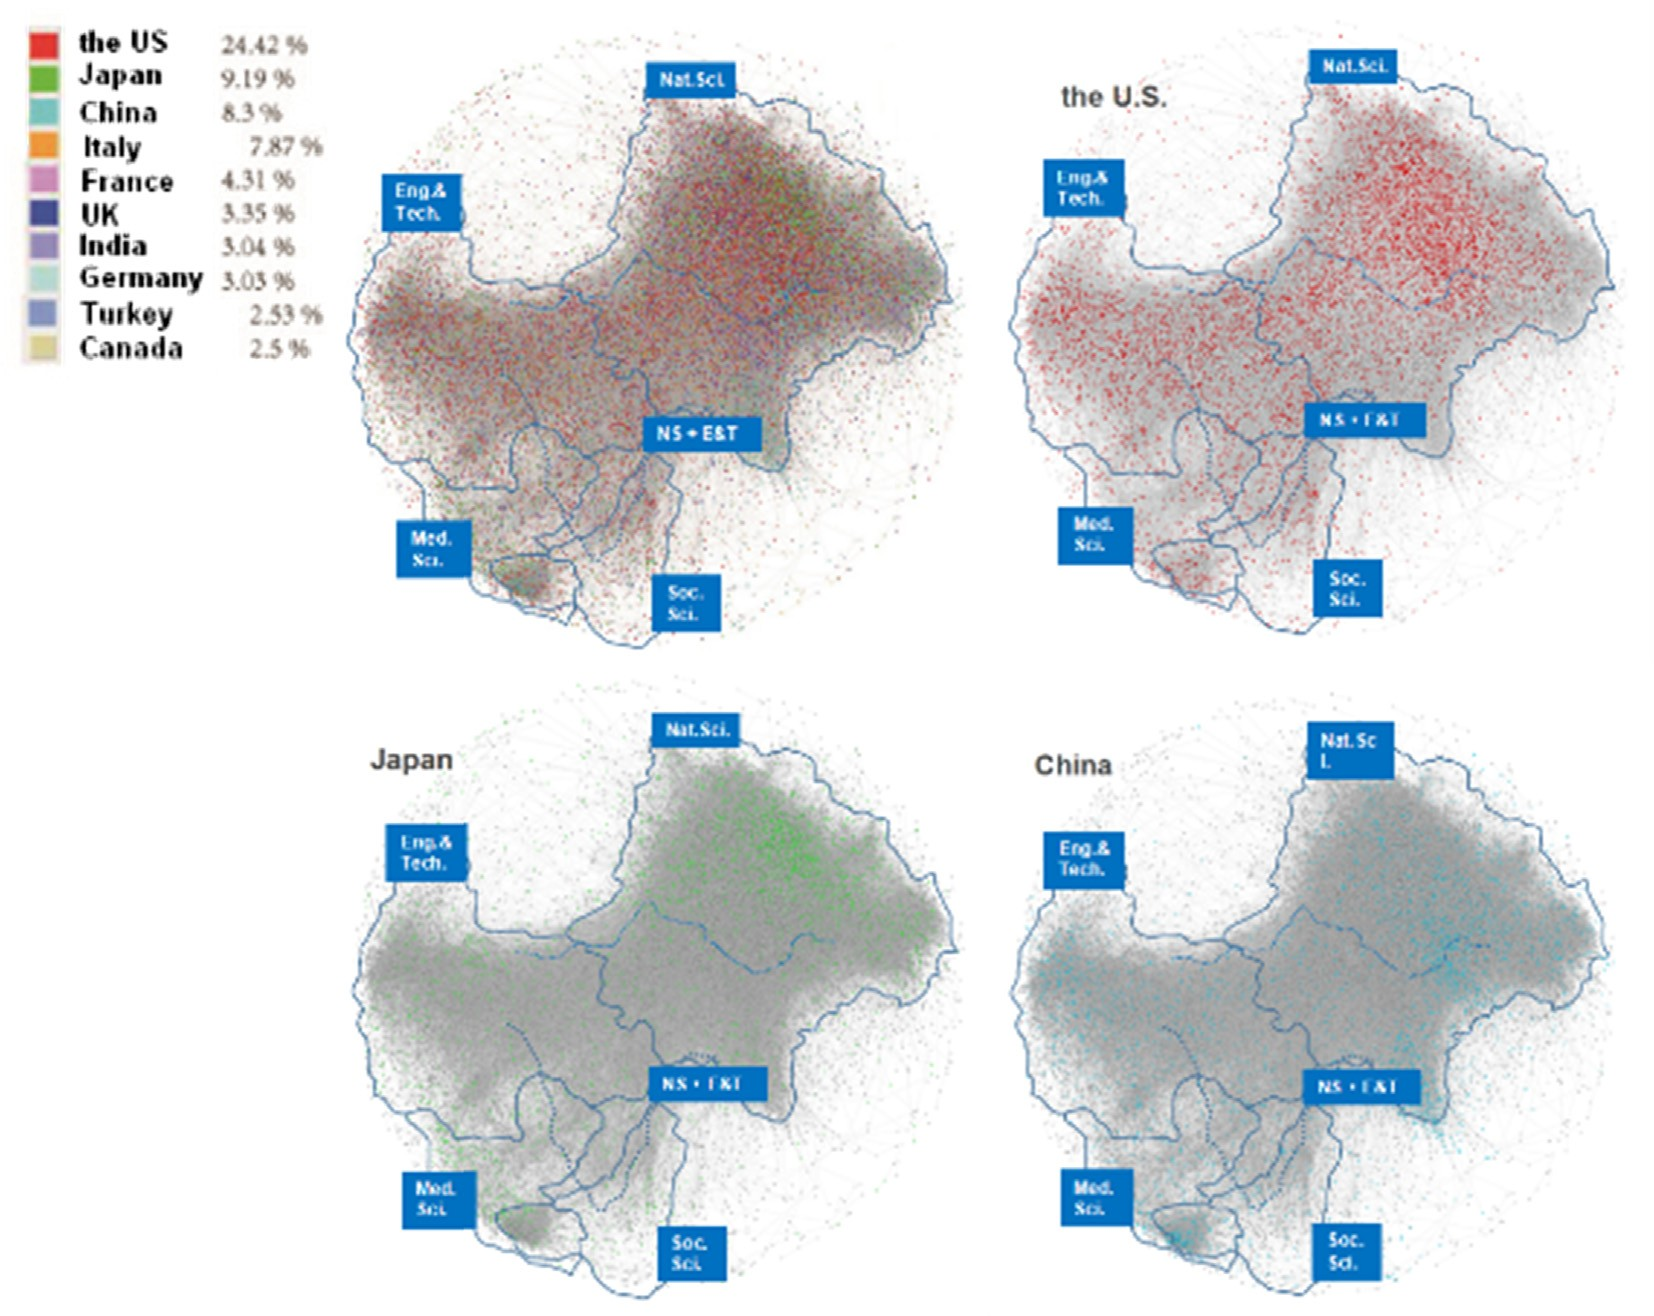 the US 24.42 %
Japan 9.19 %
China 8.3 %
Italy 7.87 %
France 4.31 %
UK 3.35 %
India 3.04 %
Germany 3.03 %
Turkey 2.53 %
Canada 2.5 %
Nat.Sci.
Eng.&
Tech.
NS + E&T
Med.
Sci.
Soc.
Sci.
the U.S.
Nat.Sci.
Eng.&
Tech.
NS + E&T
Med.
Sci.
Soc.
Sci.
Japan
Nat.Sci.
Eng.&
Tech.
NS + E&T
Med.
Sci.
Soc.
Sci.
China
Nat.Sc
i.
Eng.&
Tech.
NS + E&T
Med.
Sci.
Soc.
Sci.